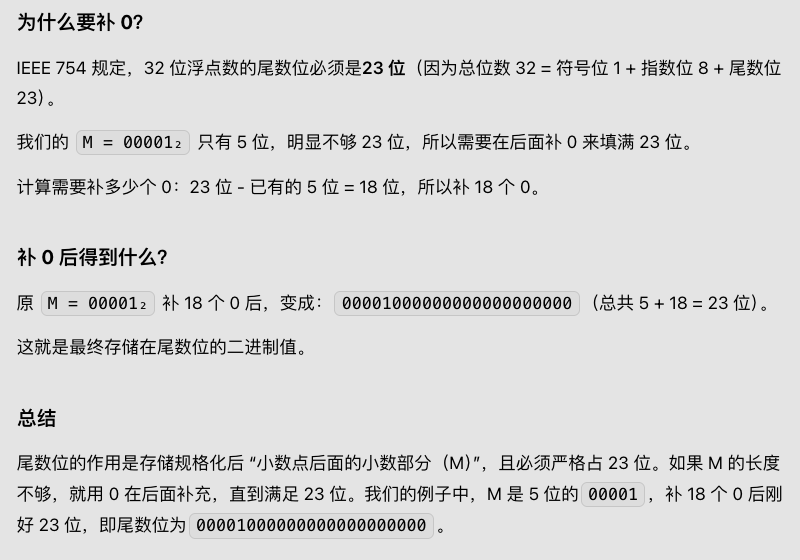 为什么要补 0?
IEEE 754 规定，32 位浮点数的尾数位必须是23 位（因为总位数 32 = 符号位 1 + 指数位 8 + 尾数位
23）。
我们的 M = 00001₂ 只有 5 位，明显不够 23 位，所以需要在后面补 0 来填满 23 位。
计算需要补多少个 0：23 位 - 已有的 5 位 = 18 位，所以补 18 个 0。
补 0 后得到什么?
原 M = 00001₂ 补 18 个 0 后，变成： 00001000000000000000000 （总共 5 + 18 = 23 位）。
这就是最终存储在尾数位的二进制值。
总结
尾数位的作用是存储规格化后 “小数点后面的小数部分（M）”，且必须严格占 23 位。如果 M 的长度
不够，就用 0 在后面补充，直到满足 23 位。我们的例子中，M 是 5 位的 00001 ，补 18 个 0 后刚
好 23 位，即尾数位为 00001000000000000000000 。